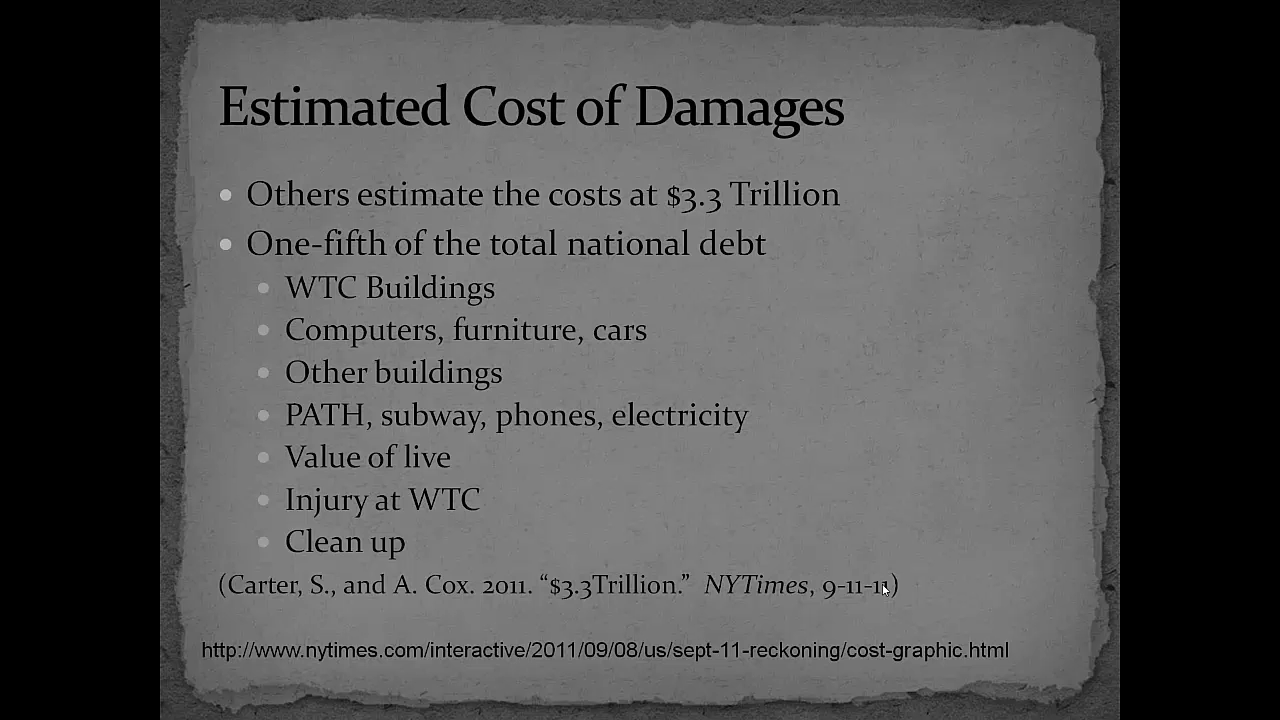 Estimated Cost of Damages
• Others estimate the costs at $3.3 Trillion
• One-fifth of the total national debt
• WTC Buildings
• Computers, furniture, cars
• Other buildings
• PATH, subway, phones, electricity
• Value of live
• Injury at WTC
• Clean up
(Carter, S., and A. Cox. 2011. “$3.3Trillion.”  NYTimes, 9-11-11)
http://www.nytimes.com/interactive/2011/09/08/us/sept-11-reckoning/cost-graphic.html